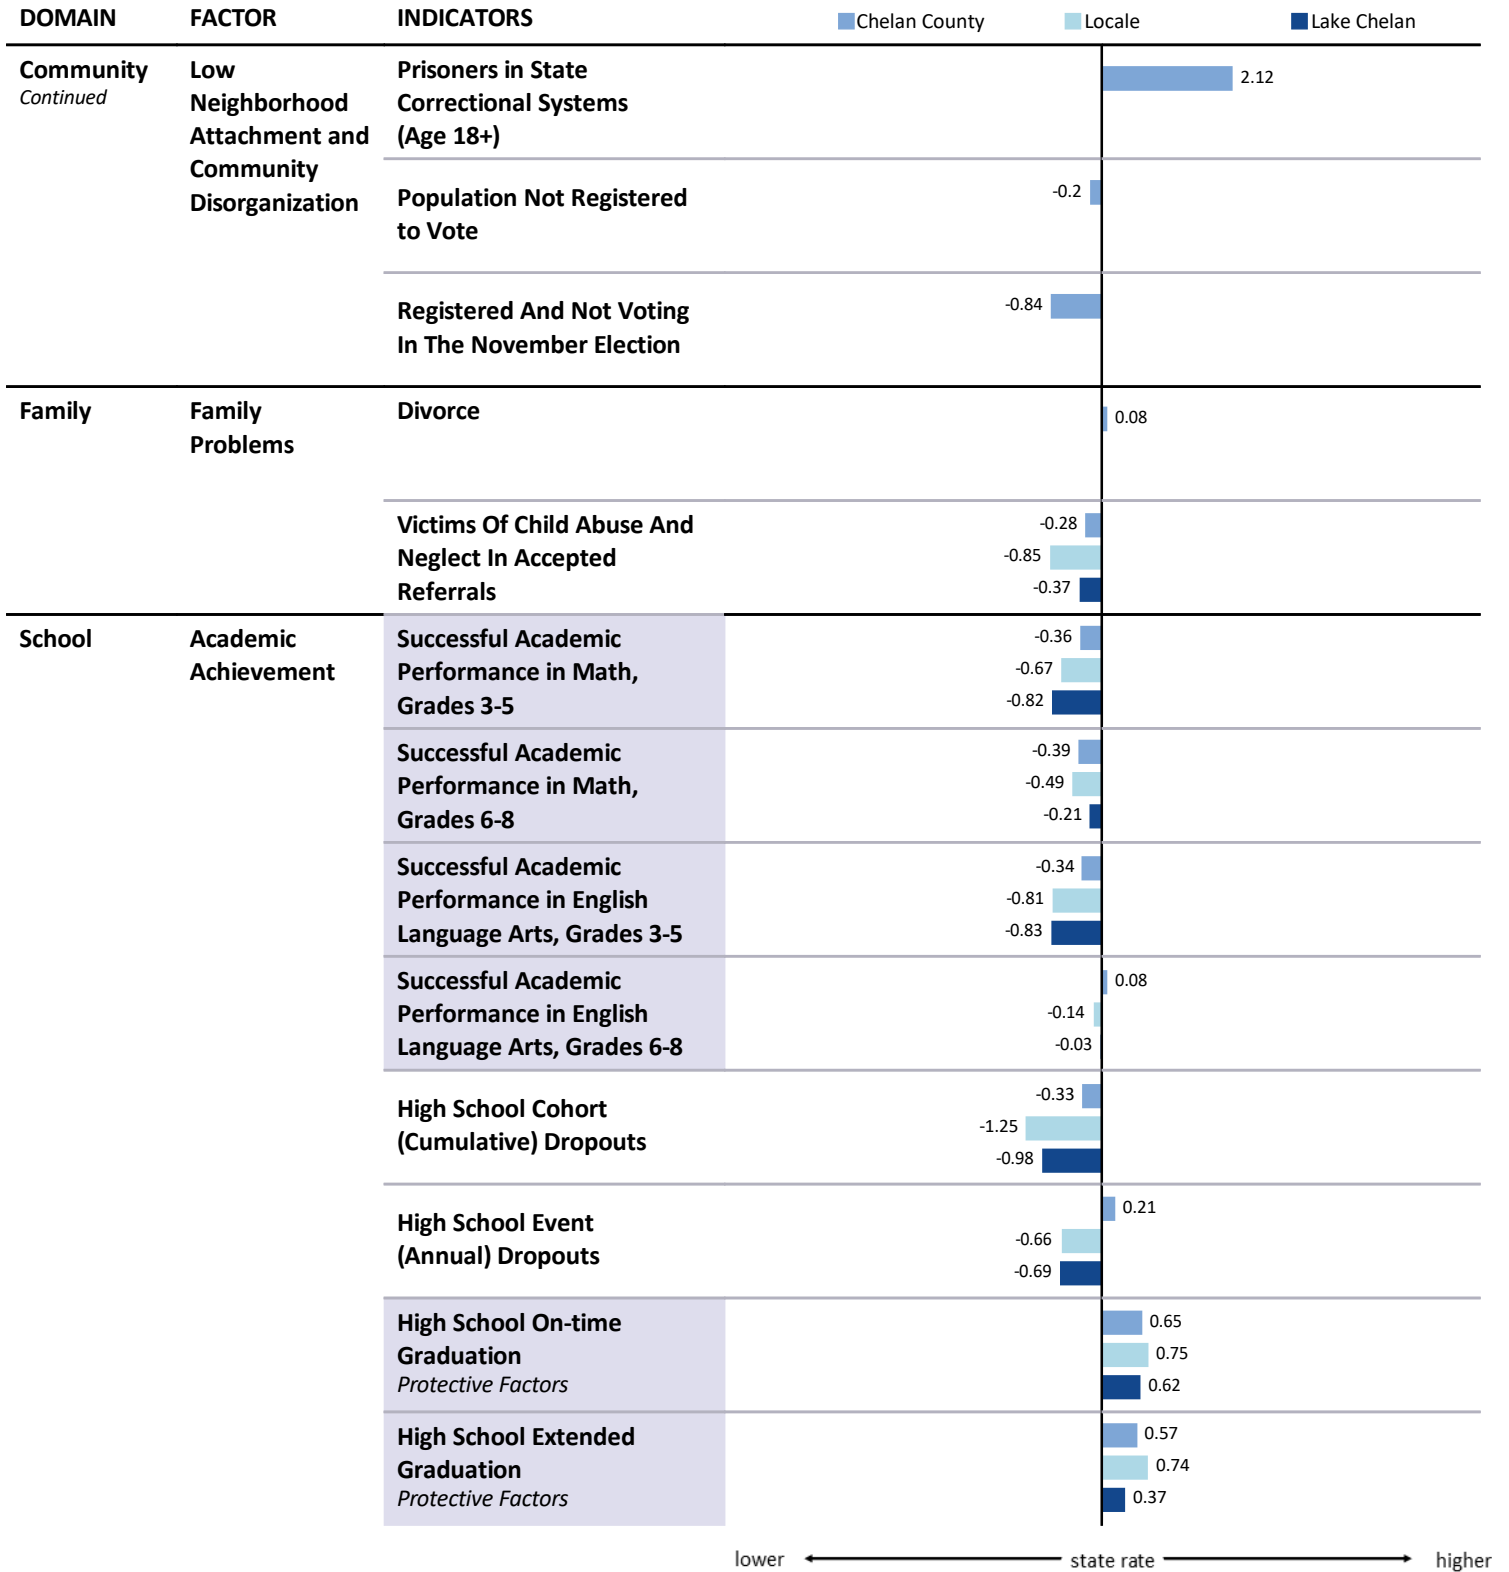 DOMAIN FACTOR INDICATORS Chelan County Locale Lake Chelan
Community
Continued
Low
Neighborhood
Attachment and
Community
Disorganization
Prisoners in State
Correctional Systems
(Age 18+)
2.12
Population Not Registered
to Vote
-0.2
Registered And Not Voting
In The November Election
-0.84
Family
Family
Problems
Divorce
0.08
Victims Of Child Abuse And
Neglect In Accepted
Referrals
-0.28
-0.85
-0.37
School
Academic
Achievement
Successful Academic
Performance in Math,
Grades 3-5
-0.36
-0.67
-0.82
Successful Academic
Performance in Math,
Grades 6-8
-0.39
-0.49
-0.21
Successful Academic
Performance in English
Language Arts, Grades 3-5
-0.34
-0.81
-0.83
Successful Academic
Performance in English
Language Arts, Grades 6-8
0.08
-0.14
-0.03
High School Cohort
(Cumulative) Dropouts
-0.33
-1.25
-0.98
High School Event
(Annual) Dropouts
0.21
-0.66
-0.69
High School On-time
Graduation
Protective Factors
0.65
0.75
0.62
High School Extended
Graduation
Protective Factors
0.57
0.74
0.37
lower state rate higher